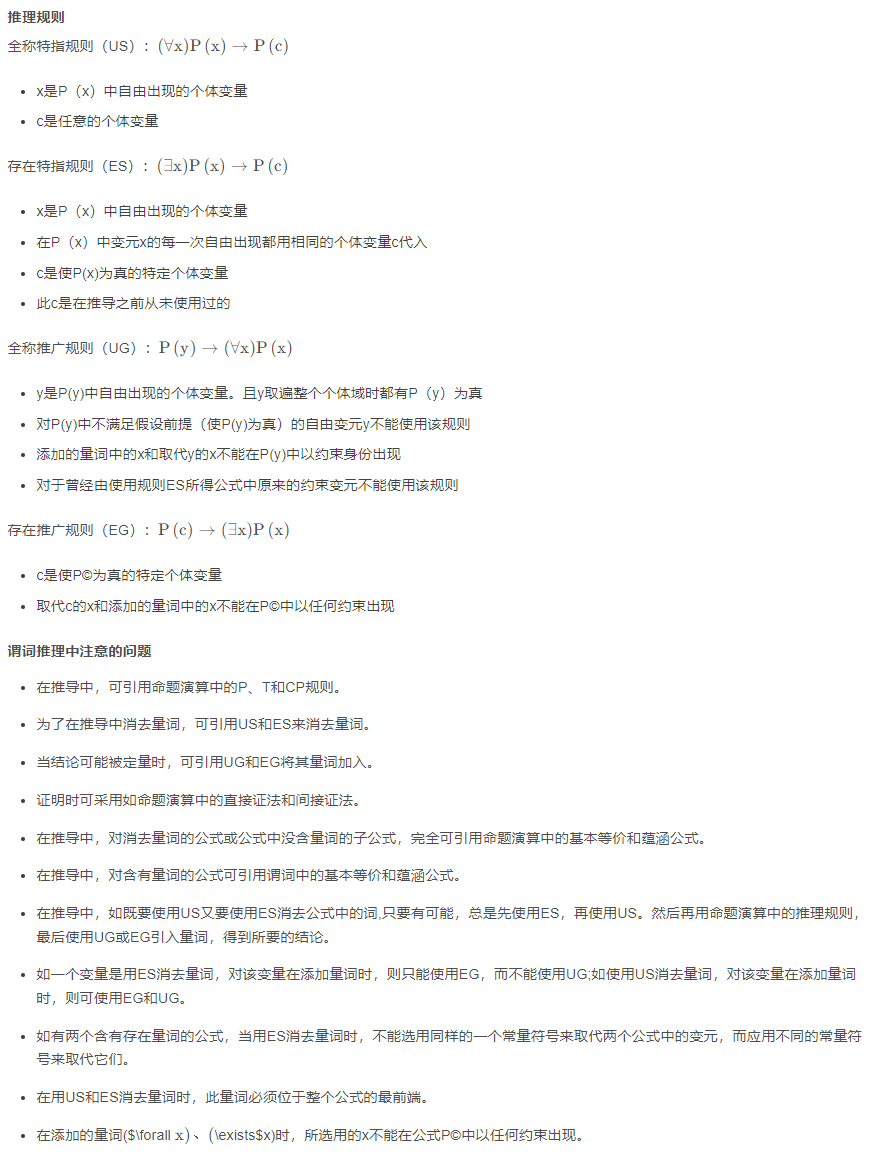 推理规则
全称特指规则（US）：(∀x)P(x)→P(c)
• x是P（x）中自由出现的个体变量
• c是任意的个体变量
存在特指规则（ES）：(∃x)P(x)→P(c)
• x是P（x）中自由出现的个体变量
• 在P（x）中变元x的每一次自由出现都用相同的个体变量c代入
• c是使P(x)为真的特定个体变量
• 此c是在推导之前从未使用过的
全称推广规则（UG）：P(y)→(∀x)P(x)
• y是P(y)中自由出现的个体变量。且y取遍整个个体域时都有P（y）为真
• 对P(y)中不满足假设前提（使P(y)为真）的自由变元y不能使用该规则
• 添加的量词中的x和取代y的x不能在P(y)中以约束身份出现
• 对于曾经由使用规则ES所得公式中原来的约束变元不能使用该规则
存在推广规则（EG）：P(c)→(∃x)P(x)
• c是使P©为真的特定个体变量
• 取代c的x和添加的量词中的x不能在P©中以任何约束出现
谓词推理中注意的问题
• 在推导中，可引用命题演算中的P、T和CP规则。
• 为了在推导中消去量词，可引用US和ES来消去量词。
• 当结论可能被定量时，可引用UG和EG将其量词加入。
• 证明时可采用如命题演算中的直接证法和间接证法。
• 在推导中，对消去量词的公式或公式中没含量词的子公式，完全可引用命题演算中的基本等价和蕴涵公式。
• 在推导中，对含有量词的公式可引用谓词中的基本等价和蕴涵公式。
• 在推导中，如既要使用US又要使用ES消去公式中的词,只要有可能，总是先使用ES，再使用US。然后再用命题演算中的推理规则，
最后使用UG或EG引入量词，得到所要的结论。
• 如一个变量是用ES消去量词，对该变量在添加量词时，则只能使用EG，而不能使用UG;如使用US消去量词，对该变量在添加量词
时，则可使用EG和UG。
• 如有两个含有存在量词的公式，当用ES消去量词时，不能选用同样的一个常量符号来取代两个公式中的变元，而应用不同的常量符
号来取代它们。
• 在用US和ES消去量词时，此量词必须位于整个公式的最前端。
• 在添加的量词($\forall x)、(\exists$x)时，所选用的x不能在公式P©中以任何约束出现。